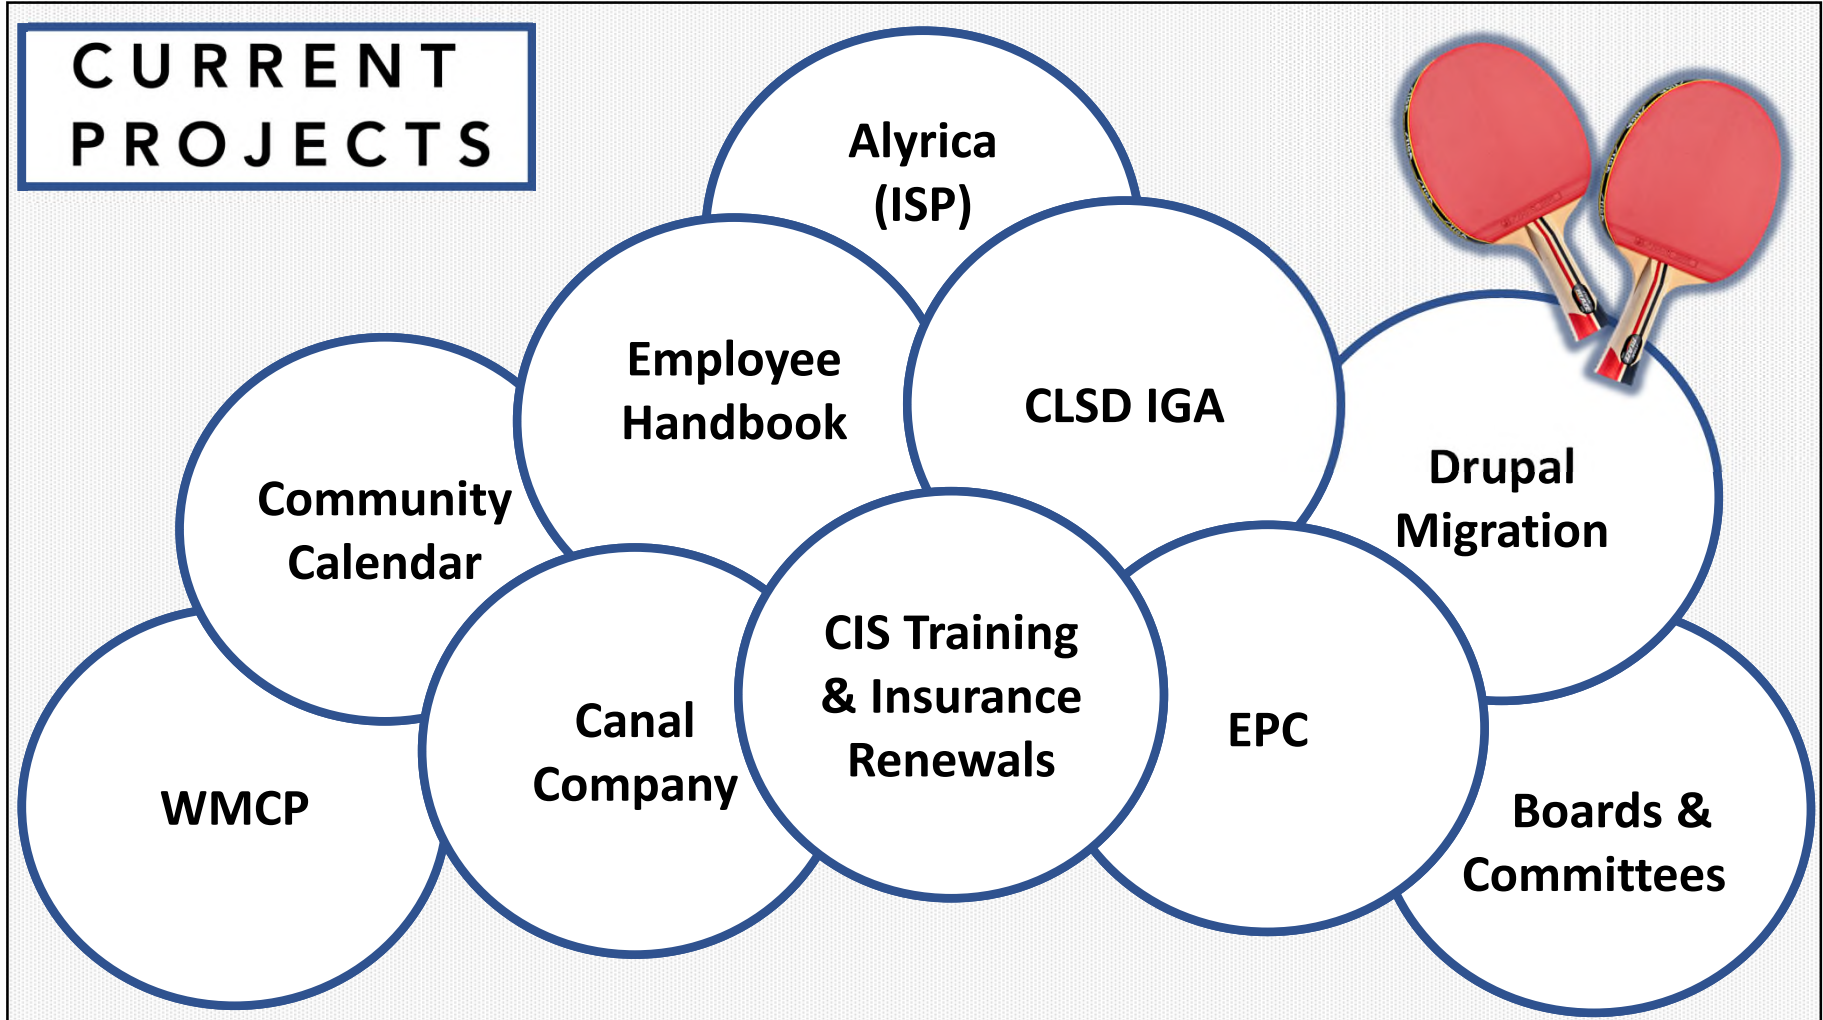 CURRENT
PROJECTS
Alyrica
(ISP)
Employee
Handbook
CLSD IGA
Community
Calendar
Drupal
Migration
WMCP
Canal
Company
CIS Training
& Insurance
Renewals
EPC
Boards &
Committees